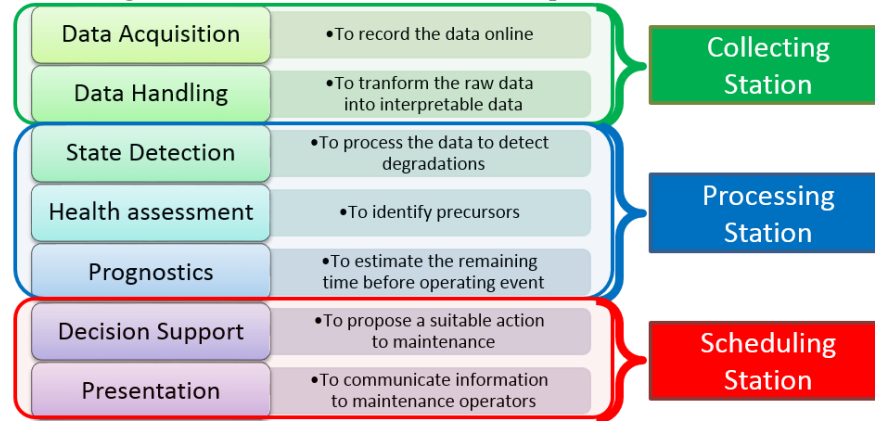 Data Acquisition
•To record the data online
Data Handling
•To tranform the raw data
into interpretable data
Collecting
Station
State Detection
•To process the data to detect
degradations
Health assessment
•To identify precursors
Prognostics
•To estimate the remaining
time before operating event
Processing
Station
Decision Support
•To propose a suitable action
to maintenance
Presentation
•To communicate information
to maintenance operators
Scheduling
Station